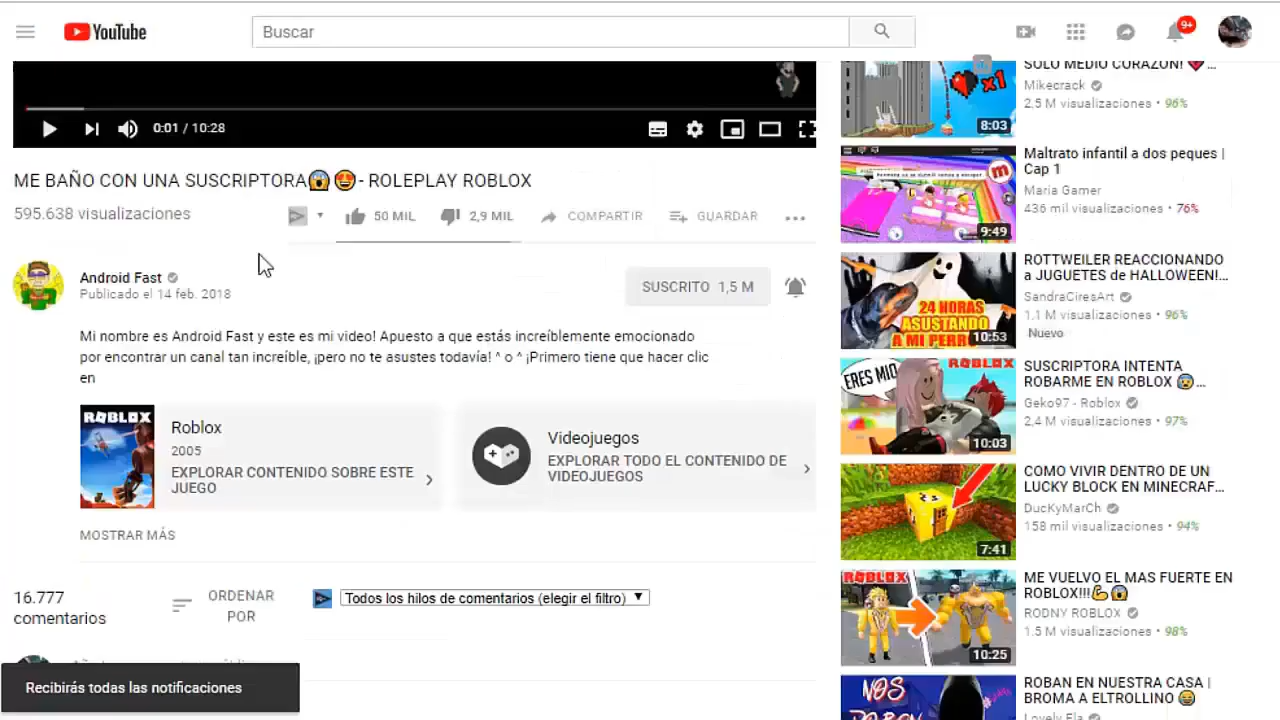 YouTube
Buscar
9+
0:01 / 10:28
ME BAÑO CON UNA SUSCRIPTORA😱😍- ROLEPLAY ROBLOX
595.638 visualizaciones
50 MIL
2,9 MIL
COMPARTIR
GUARDAR
Android Fast
Publicado el 14 feb. 2018
SUSCRITO 1,5 M
Mi nombre es Android Fast y este es mi video! Apuesto a que estás increíblemente emocionado
por encontrar un canal tan increíble, ¡pero no te asustes todavía! ^ o ^ ¡Primero tiene que hacer clic
en
ROBLOX
Roblox
2005
EXPLORAR CONTENIDO SOBRE ESTE
JUEGO
Videojuegos
EXPLORAR TODO EL CONTENIDO DE
VIDEOJUEGOS
MOSTRAR MÁS
16.777
comentarios
ORDENAR
POR
Todos los hilos de comentarios (elegir el filtro)
Recibirás todas las notificaciones
x1
8:03
SOLO MEDIO CORAZÓN! 💔...
Mikecrack
2,5 M visualizaciones • 96%
9:49
Maltrato infantil a dos peques |
Cap 1
Maria Gamer
436 mil visualizaciones • 76%
24 HORAS
ASUSTANDO
A MI PERRO
10:53
ROTTWEILER REACCIONANDO
a JUGUETES de HALLOWEEN!...
SandraCiresArt
1,1 M visualizaciones • 96%
Nuevo
ERES MIO
ROBLOX
10:03
SUSCRIPTORA INTENTA
ROBARME EN ROBLOX 😰...
Geko97 - Roblox
2,4 M visualizaciones • 97%
7:41
COMO VIVIR DENTRO DE UN
LUCKY BLOCK EN MINECRAF...
DucKyMarCh
158 mil visualizaciones • 94%
ROBLOX
10:25
ME VUELVO EL MAS FUERTE EN
ROBLOX!!!💪😱
RODNY ROBLOX
1,5 M visualizaciones • 98%
NOS
ROBAN EN NUESTRA CASA |
BROMA A ELTROLLINO 😂
Lovely Ela